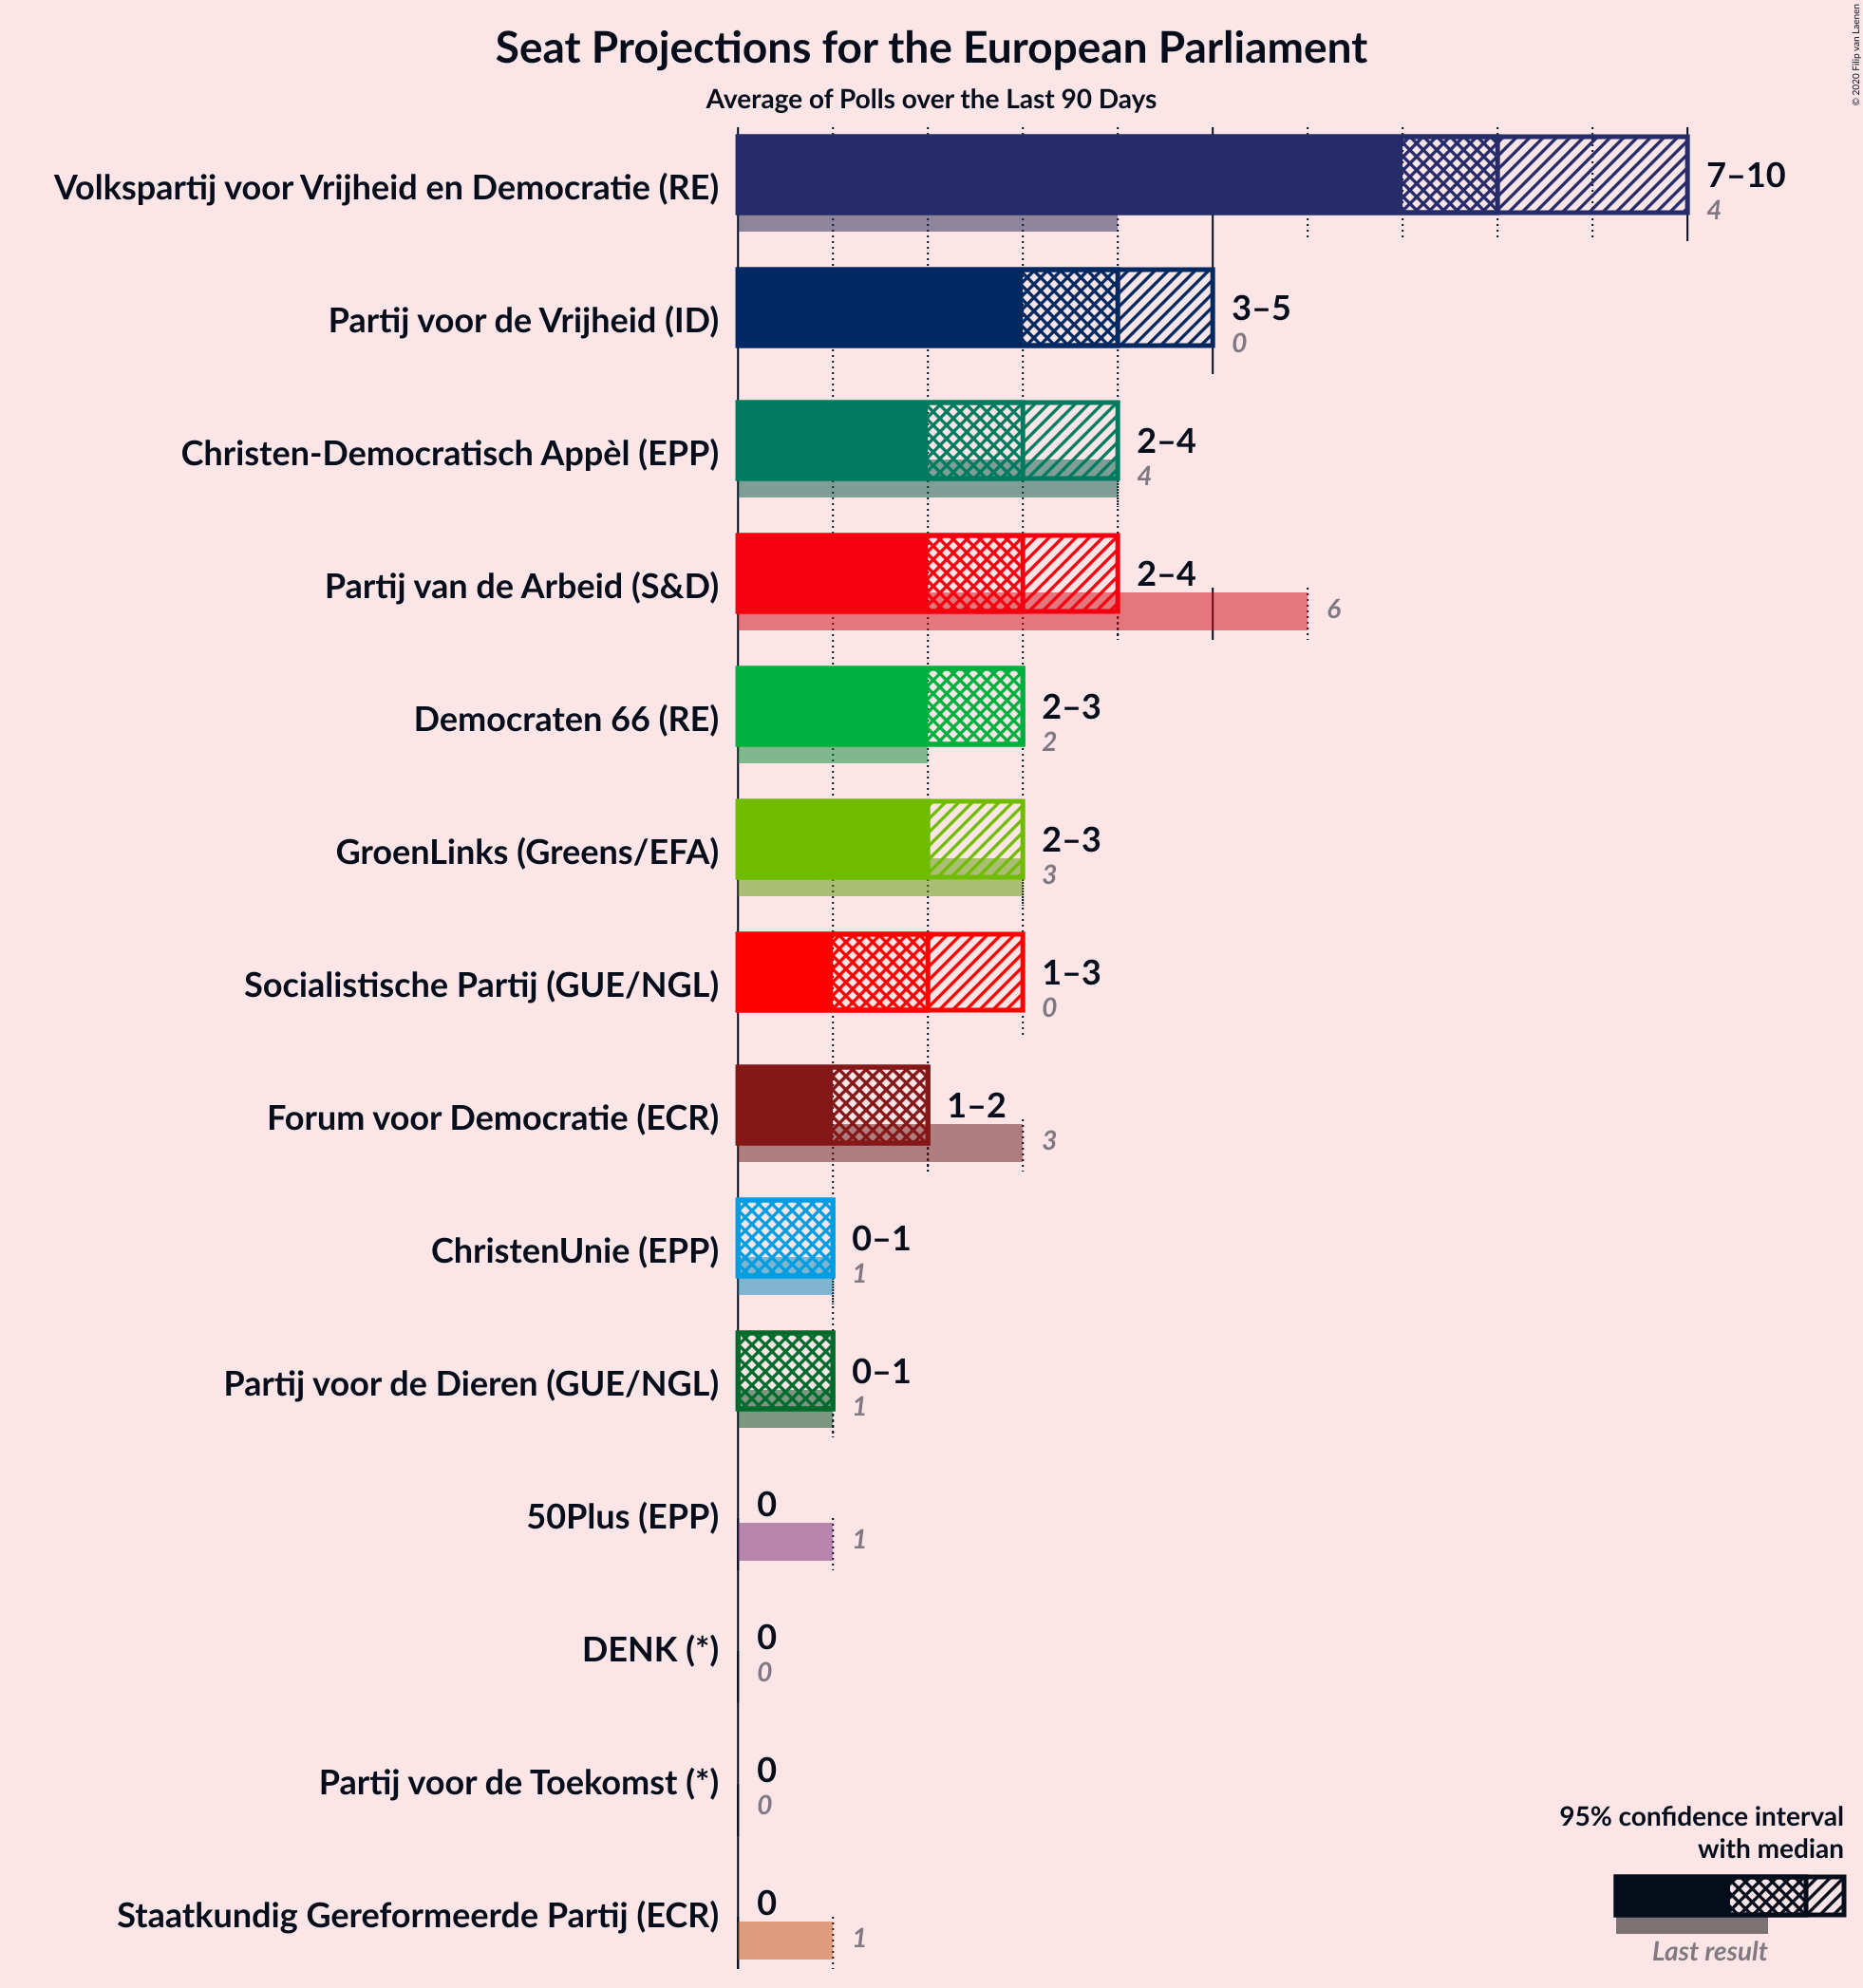 Seat Projections for the European Parliament
Average of Polls over the Last 90 Days
© 2020 Filip van Laenen
Volkspartij voor Vrijheid en Democratie (RE)
7–10
4
Partij voor de Vrijheid (ID)
3–5
0
Christen-Democratisch Appèl (EPP)
2–4
4
Partij van de Arbeid (S&D)
2–4
6
Democraten 66 (RE)
2–3
2
GroenLinks (Greens/EFA)
2–3
3
Socialistische Partij (GUE/NGL)
1–3
0
Forum voor Democratie (ECR)
1–2
3
ChristenUnie (EPP)
0–1
1
Partij voor de Dieren (GUE/NGL)
0–1
1
50Plus (EPP)
0
1
DENK (*)
0
0
Partij voor de Toekomst (*)
0
0
Staatkundig Gereformeerde Partij (ECR)
0
1
95% confidence interval
with median
Last result